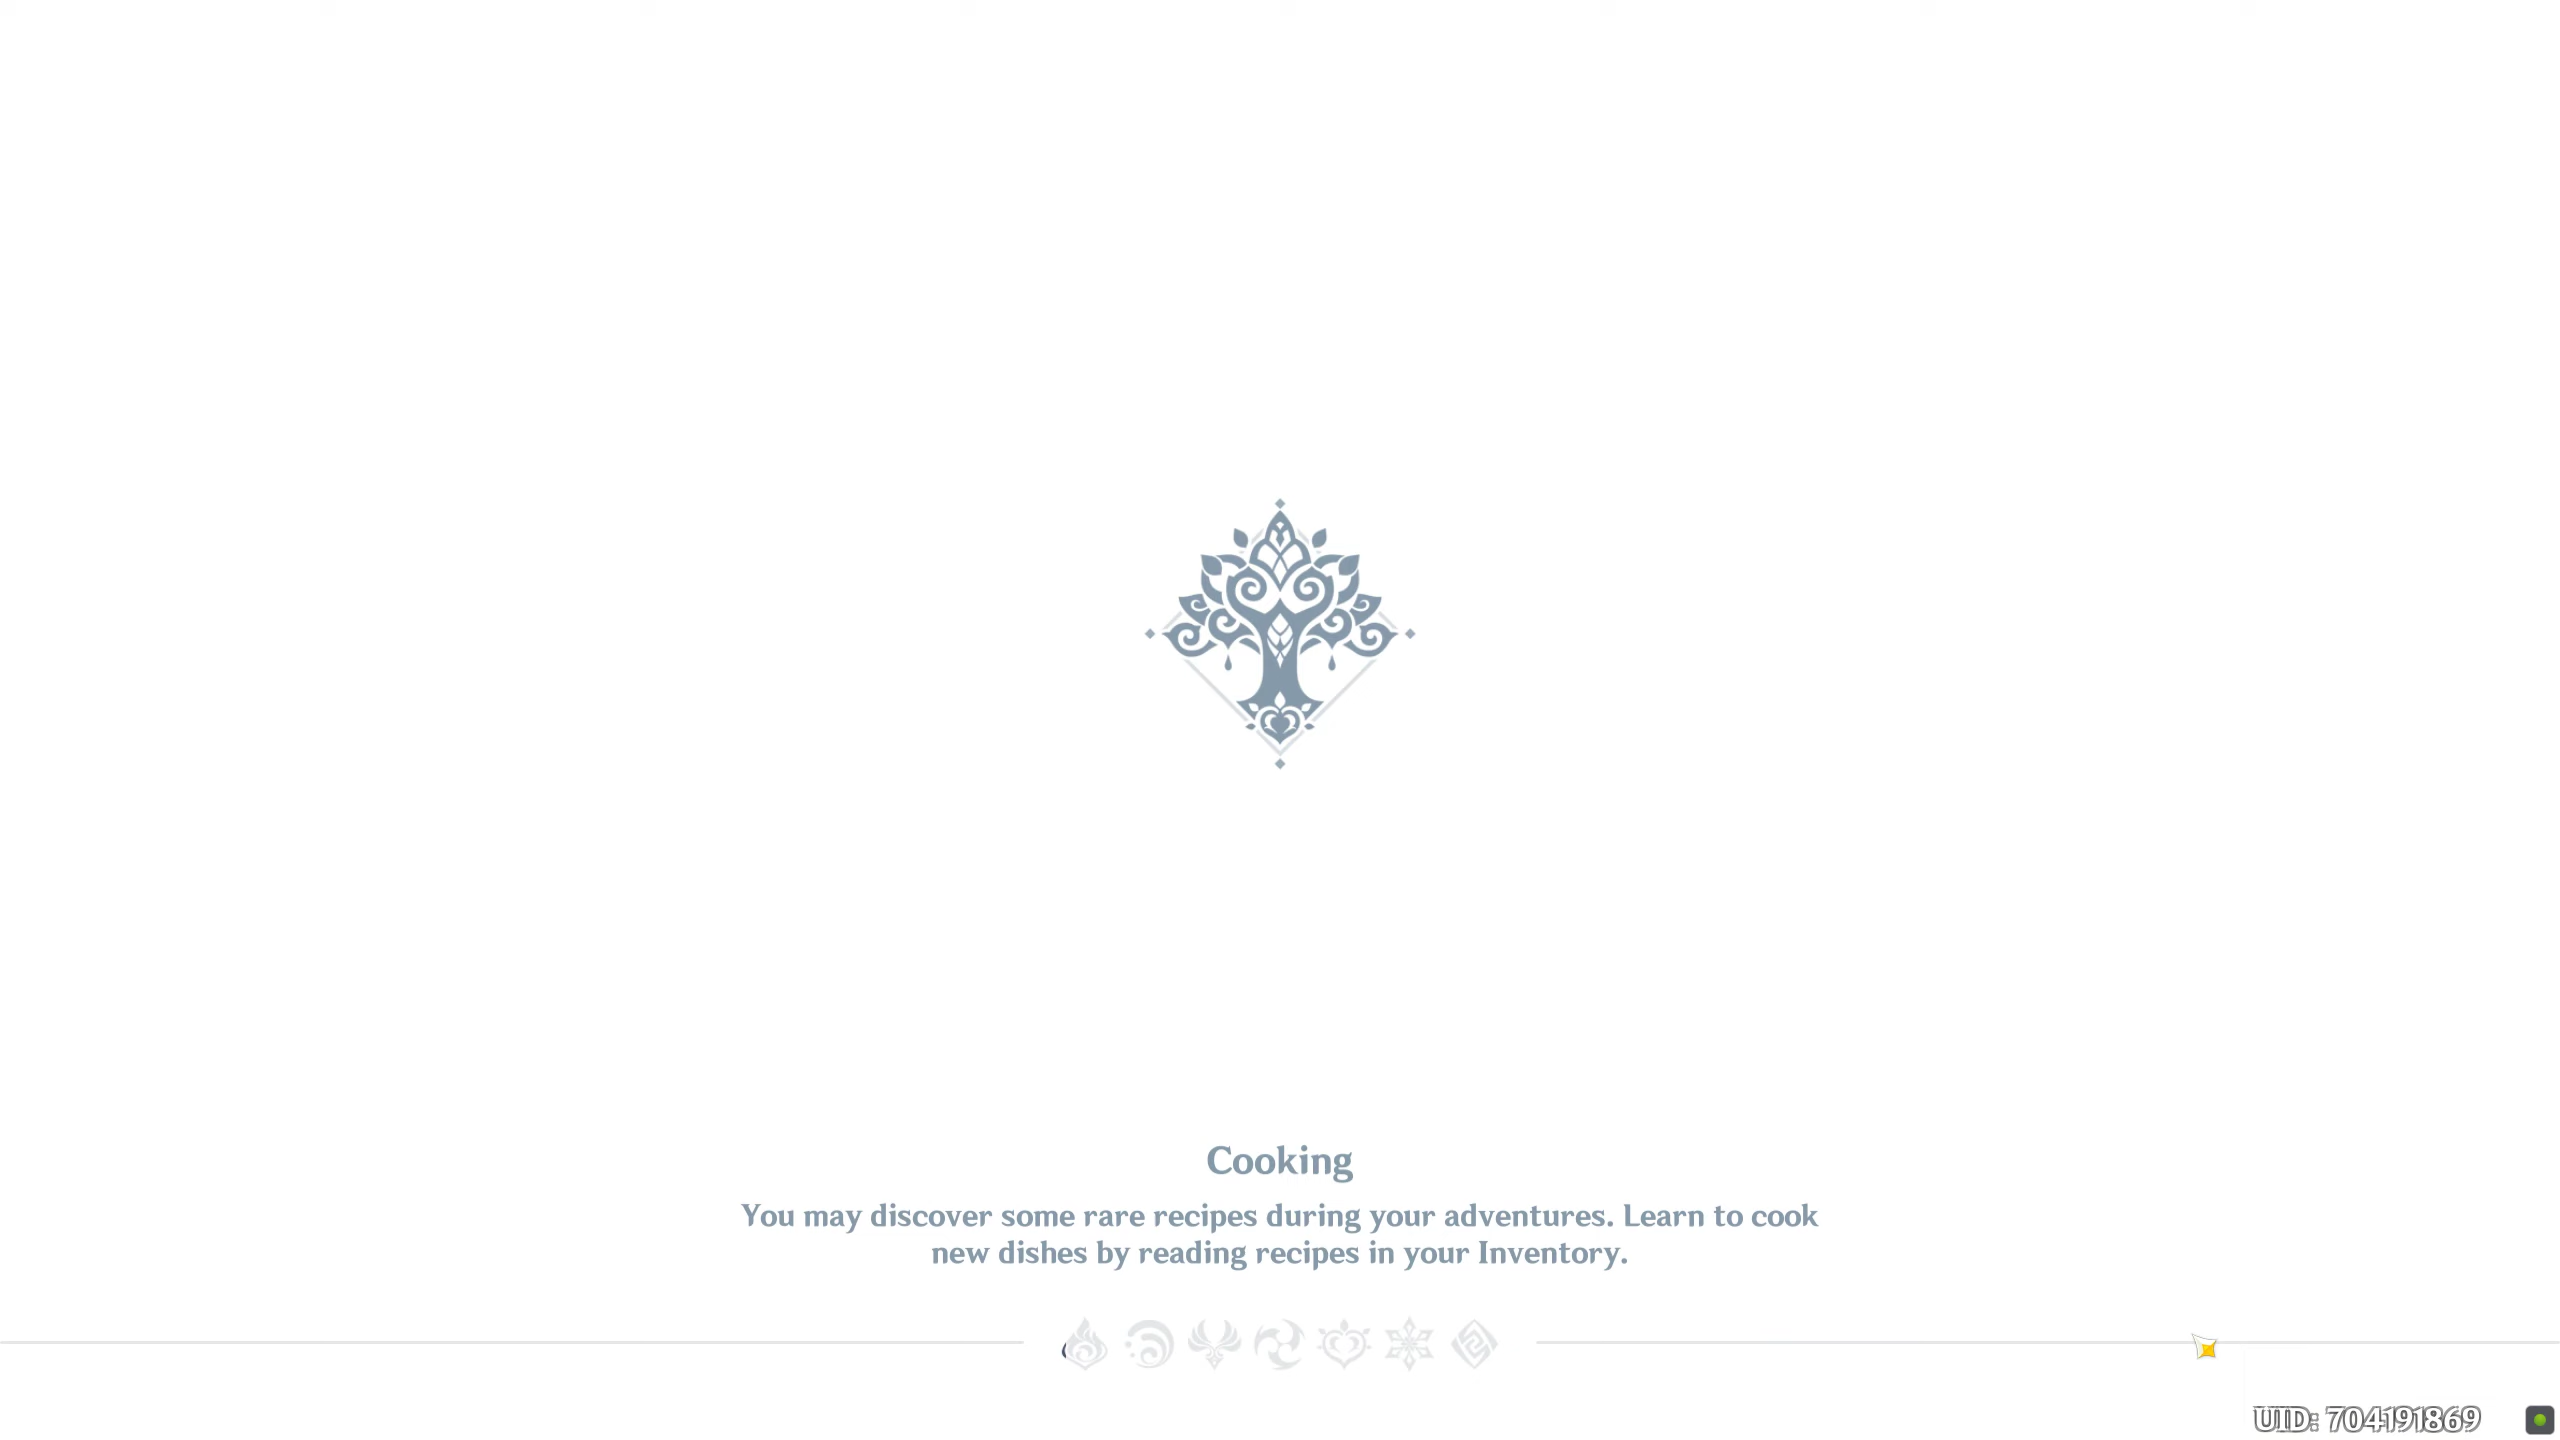 Cooking
You may discover some rare recipes during your adventures. Learn to cook
new dishes by reading recipes in your Inventory.
UID: 704191869